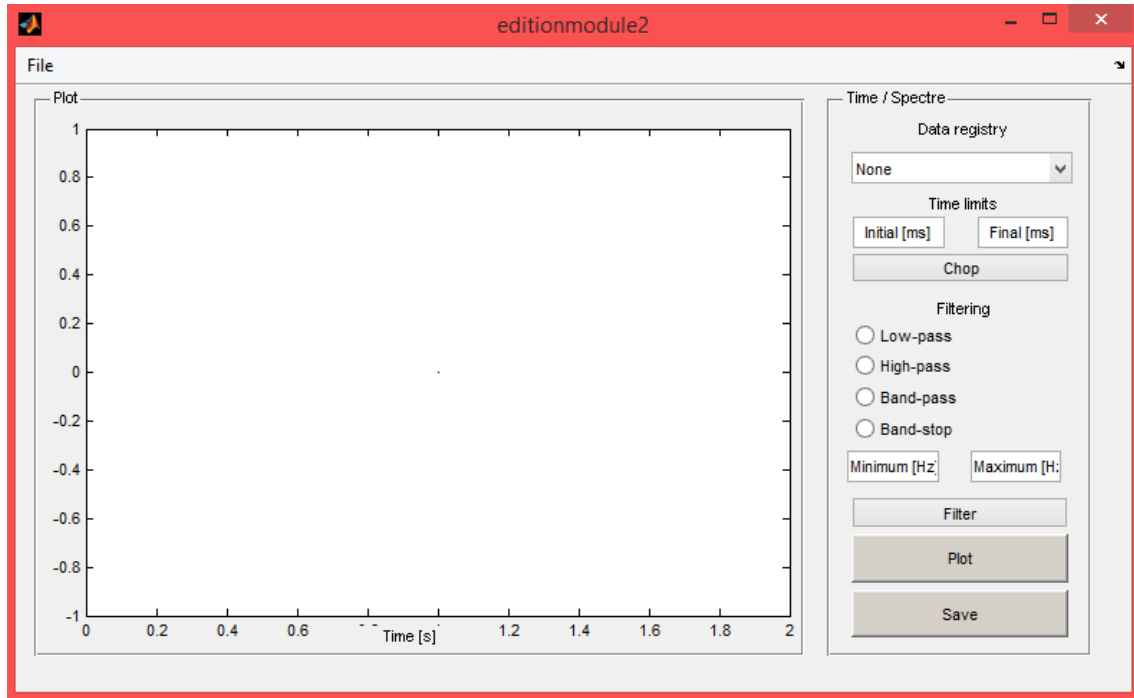 editionmodule2
File
Plot
1
0.8
0.6
0.4
0.2
0
-0.2
-0.4
-0.6
-0.8
-1
0 0.2 0.4 0.6 1.2 1.4 1.6 1.8 2
Time [s]
Time / Spectre
Data registry
None
Time limits
Initial [ms] Final [ms]
Chop
Filtering
Low-pass
High-pass
Band-pass
Band-stop
Minimum [Hz] Maximum [H
Filter
Plot
Save